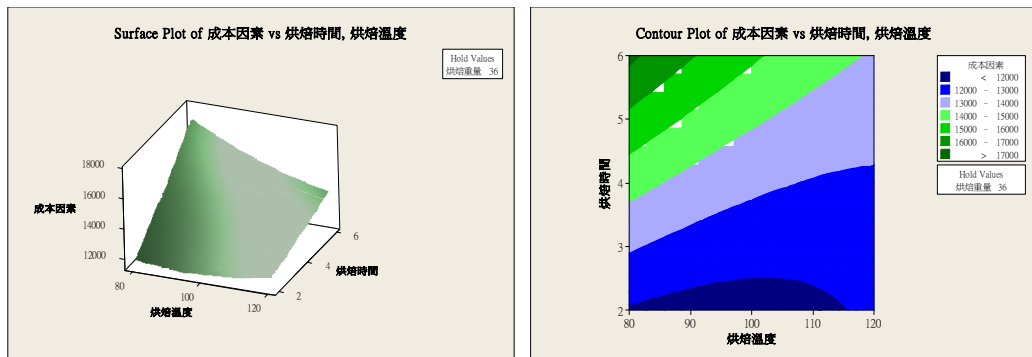 Surface Plot of 成本因素 vs 烘焙時間, 烘焙溫度
Hold Values
烘焙重量 36
18000
16000
14000
12000
成本因素
80
100
120
烘焙溫度
2
4
6
烘焙時間
Contour Plot of 成本因素 vs 烘焙時間, 烘焙溫度
6
5
4
3
2
烘焙時間
80
90
100
110
120
烘焙溫度
成本因素
< 12000
12000 - 13000
13000 - 14000
14000 - 15000
15000 - 16000
16000 - 17000
> 17000
Hold Values
烘焙重量 36